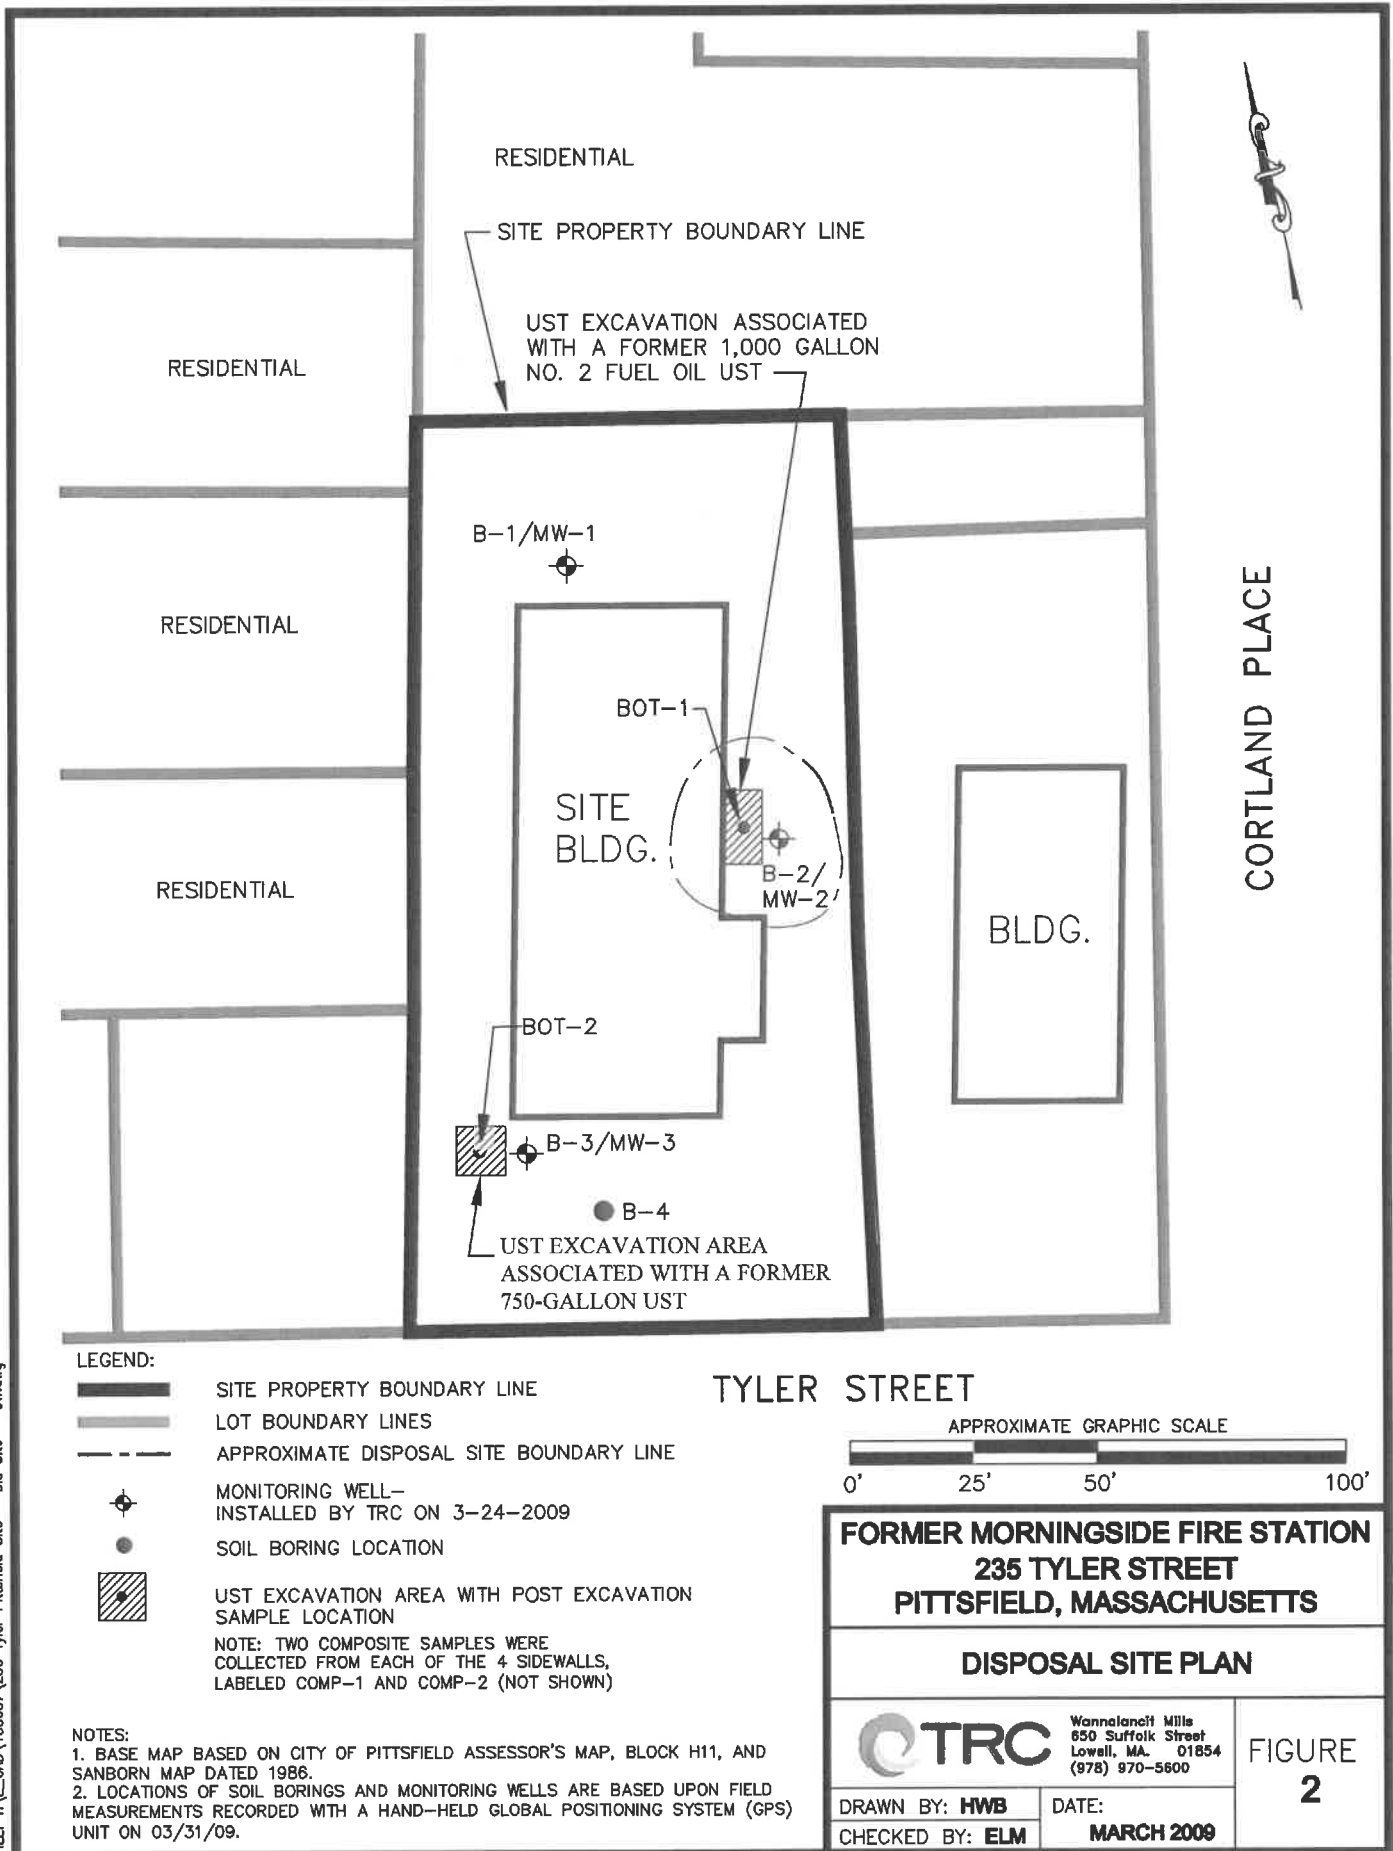 RESIDENTIAL
SITE PROPERTY BOUNDARY LINE
UST EXCAVATION ASSOCIATED
WITH A FORMER 1,000 GALLON
NO. 2 FUEL OIL UST
RESIDENTIAL
B-1/MW-1
RESIDENTIAL
BOT-1
SITE
BLDG.
B-2/
MW-2
RESIDENTIAL
BLDG.
CORTLAND PLACE
BOT-2
B-3/MW-3
B-4
UST EXCAVATION AREA
ASSOCIATED WITH A FORMER
750-GALLON UST
TYLER STREET
LEGEND:
SITE PROPERTY BOUNDARY LINE
LOT BOUNDARY LINES
APPROXIMATE DISPOSAL SITE BOUNDARY LINE
MONITORING WELL-
INSTALLED BY TRC ON 3-24-2009
SOIL BORING LOCATION
UST EXCAVATION AREA WITH POST EXCAVATION
SAMPLE LOCATION
NOTE: TWO COMPOSITE SAMPLES WERE
COLLECTED FROM EACH OF THE 4 SIDEWALLS,
LABELED COMP-1 AND COMP-2 (NOT SHOWN)
NOTES:
1. BASE MAP BASED ON CITY OF PITTSFIELD ASSESSOR'S MAP, BLOCK H11, AND
SANBORN MAP DATED 1986.
2. LOCATIONS OF SOIL BORINGS AND MONITORING WELLS ARE BASED UPON FIELD
MEASUREMENTS RECORDED WITH A HAND-HELD GLOBAL POSITIONING SYSTEM (GPS)
UNIT ON 03/31/09.
APPROXIMATE GRAPHIC SCALE
0' 25' 50' 100'
FORMER MORNINGSIDE FIRE STATION
235 TYLER STREET
PITTSFIELD, MASSACHUSETTS
DISPOSAL SITE PLAN
TRC
Wannalancit Mills
650 Suffolk Street
Lowell, MA. 01854
(978) 970-5600
FIGURE
2
DRAWN BY: HWB
CHECKED BY: ELM
DATE:
MARCH 2009